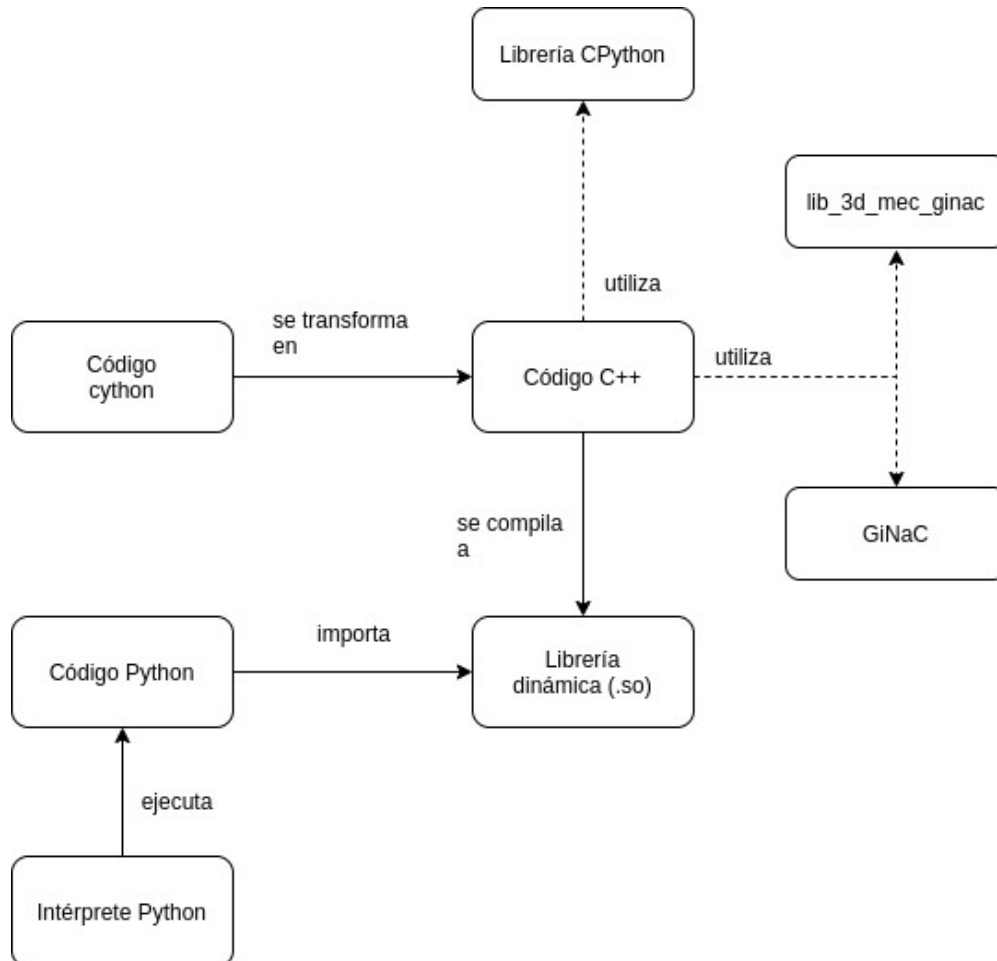 Librería CPython
lib_3d_mec_ginac
utiliza
se transforma
en
Código
cython
Código C++
utiliza
se compila
a
GiNaC
importa
Código Python
Librería
dinámica (.so)
ejecuta
Intérprete Python